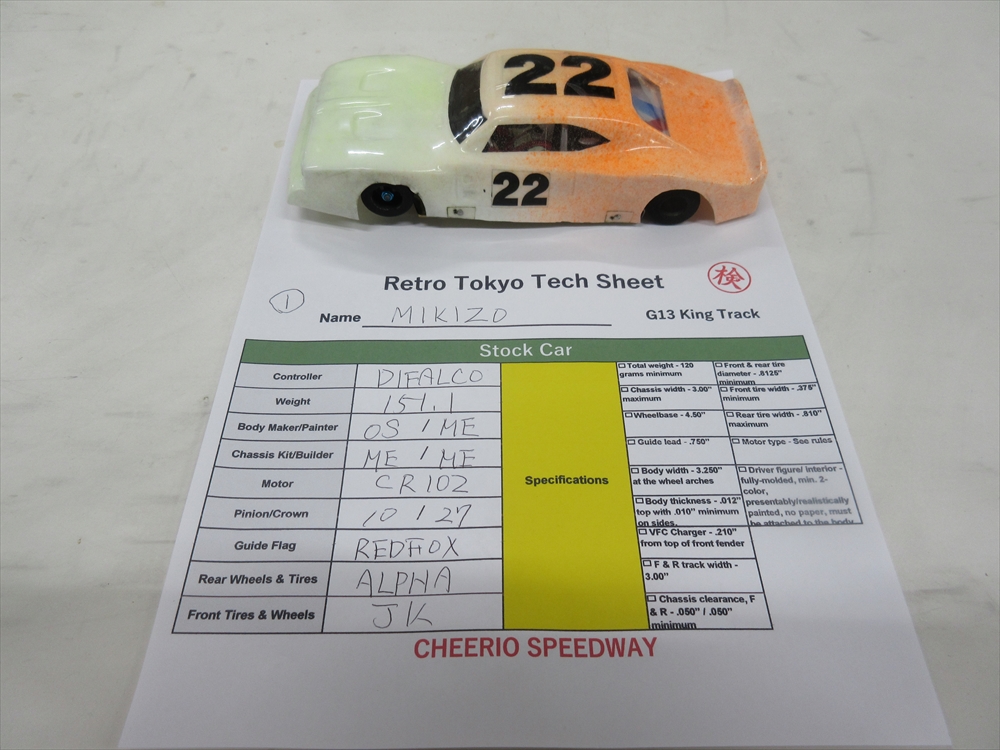 22
22
Retro Tokyo Tech Sheet
検
①
Name MIKIZO
G13 King Track
Stock Car
Controller DIFALCO
Weight 151.1
Body Maker/Painter OS / ME
Chassis Kit/Builder ME / ME
Motor CR102
Pinion/Crown 10 / 27
Guide Flag REDFOX
Rear Wheels & Tires ALPHA
Front Tires & Wheels JK
Specifications
☐ Total weight - 120
grams minimum
☐ Chassis width - 3.00"
maximum
☐ Wheelbase - 4.50"
☐ Guide lead - .750"
☐ Body width - 3.250"
at the wheel arches
☐ Body thickness - .012"
top with .010" minimum
on sides.
☐ VFC Charger - .210"
from top of front fender
☐ F & R track width -
3.00"
☐ Chassis clearance, F
& R - .050" / .050"
minimum
☐ Front & rear tire
diameter - .8125"
minimum
☐ Front tire width - .375"
minimum
☐ Rear tire width - .810"
maximum
☐ Motor type - See rules
☐ Driver figure/ interior -
fully-molded, min. 2-
color,
presentably/realistically
painted, no paper, must
be attached to the body.
CHEERIO SPEEDWAY